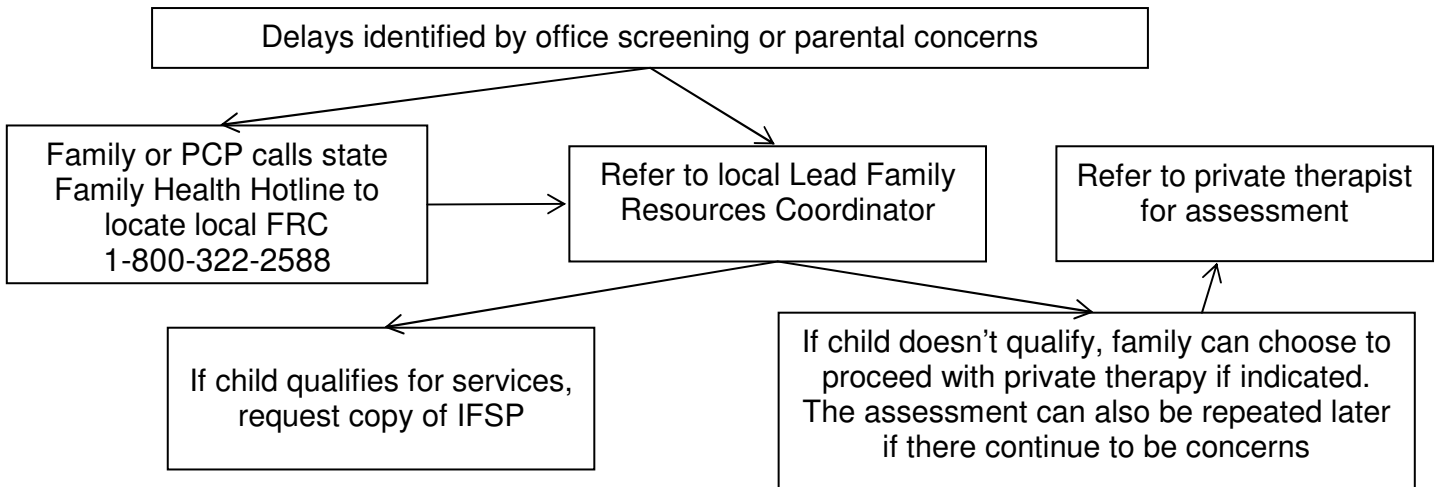 Delays identified by office screening or parental concerns
Family or PCP calls state
Family Health Hotline to
locate local FRC
1-800-322-2588
Refer to local Lead Family
Resources Coordinator
Refer to private therapist
for assessment
If child qualifies for services,
request copy of IFSP
If child doesn’t qualify, family can choose to
proceed with private therapy if indicated.
The assessment can also be repeated later
if there continue to be concerns